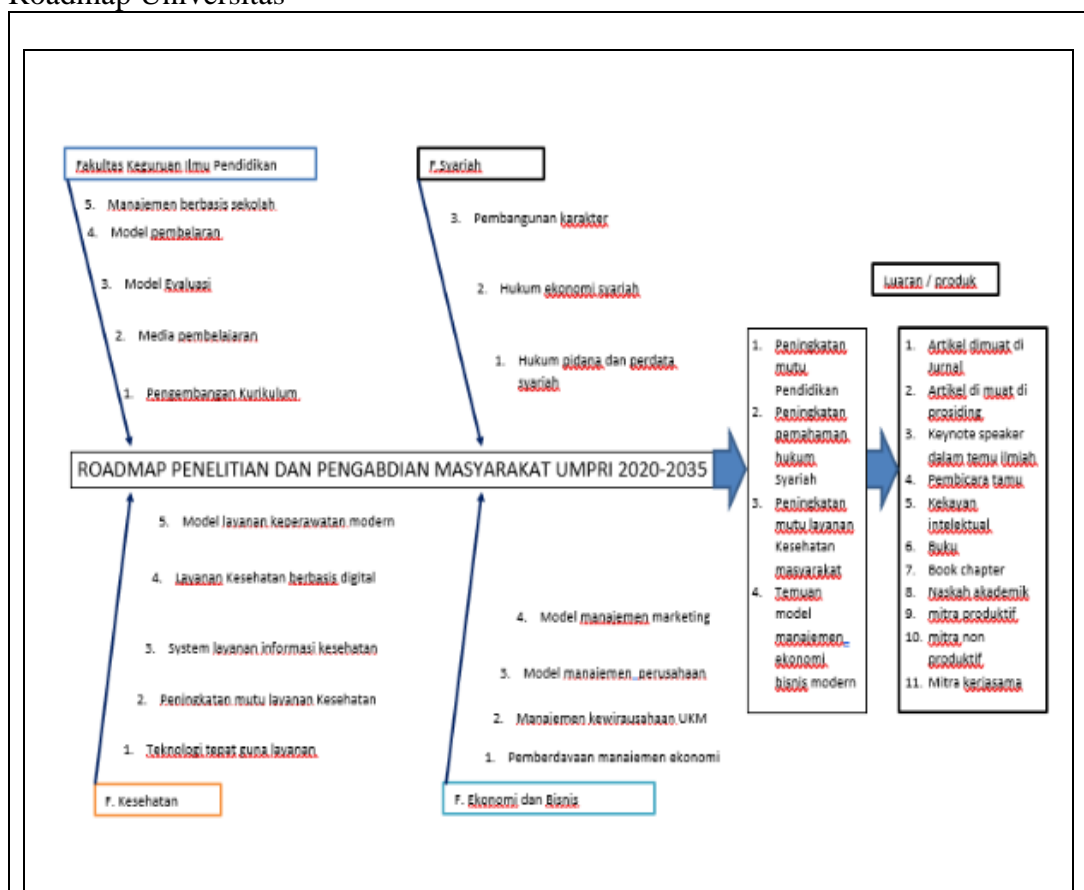 Roadmap Universitas
Fakultas Keguruan Ilmu Pendidikan
5. Manajemen berbasis sekolah
4. Model pembelaran
3. Model Evaluasi
2. Media pembelajaran
1. Pengembangan Kurikulum
F.Syariah
3. Pembangunan karakter
2. Hukum ekonomi syariah
1. Hukum pidana dan perdata
syariah
ROADMAP PENELITIAN DAN PENGABDIAN MASYARAKAT UMPRI 2020-2035
5. Model layanan keperawatan modern
4. Layanan Kesehatan berbasis digital
3. System layanan informasi kesehatan
2. Peningkatan mutu layanan Kesehatan
1. Teknologi tepat guna layanan
F. Kesehatan
4. Model manajemen marketing
3. Model manajemen perusahaan
2. Manajemen kewirausahaan UKM
1. Pemberdayaan manajemen ekonomi
F. Ekonomi dan Bisnis
1. Peningkatan
mutu
Pendidikan
2. Peningkatan
pemahaman
hukum
Syariah
3. Peningkatan
mutu layanan
Kesehatan
masyarakat
4. Temuan
model
manajemen
ekonomi
bisnis modern
Luaran / produk
1. Artikel dimuat di
Jurnal
2. Artikel di muat di
prosiding
3. Keynote speaker
dalam temu ilmiah
4. Pembicara tamu
5. Kekayan
intelektual
6. Buku
7. Book chapter
8. Naskah akademik
9. mitra produktif
10. mitra non
produktif
11. Mitra kerjasama